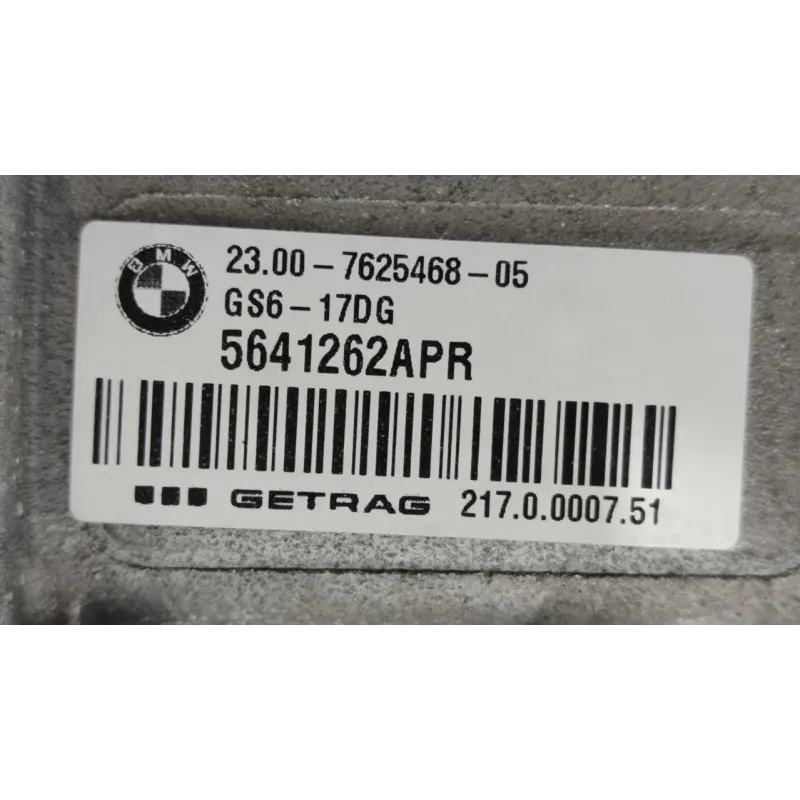 BMW
23.00-7625468-05
GS6-17DG
5641262APR
GETRAG 217.0.0007.51